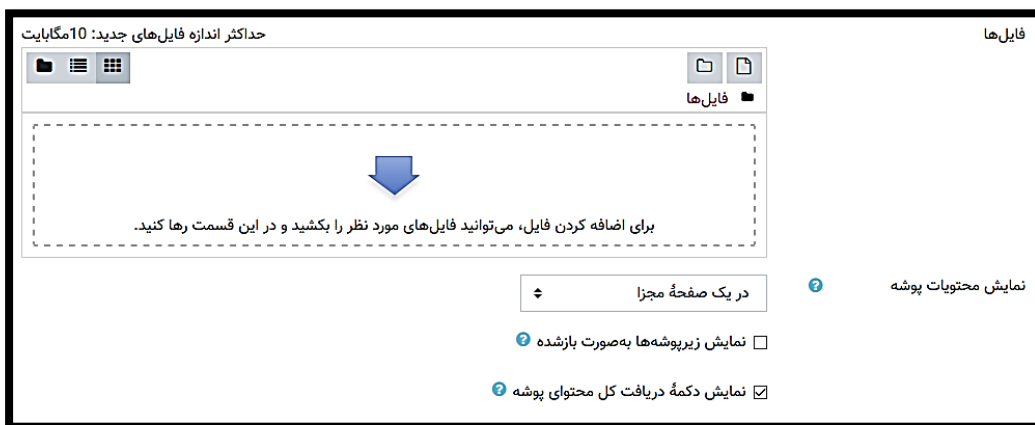 فایل‌ها
حداکثر اندازه فایل‌های جدید: 10مگابایت
فایل‌ها
برای اضافه کردن فایل، می‌توانید فایل‌های مورد نظر را بکشید و در این قسمت رها کنید.
نمایش محتویات پوشه ?
در یک صفحهٔ مجزا
نمایش زیرپوشه‌ها به‌صورت بازشده ?
نمایش دکمهٔ دریافت کل محتوای پوشه ?